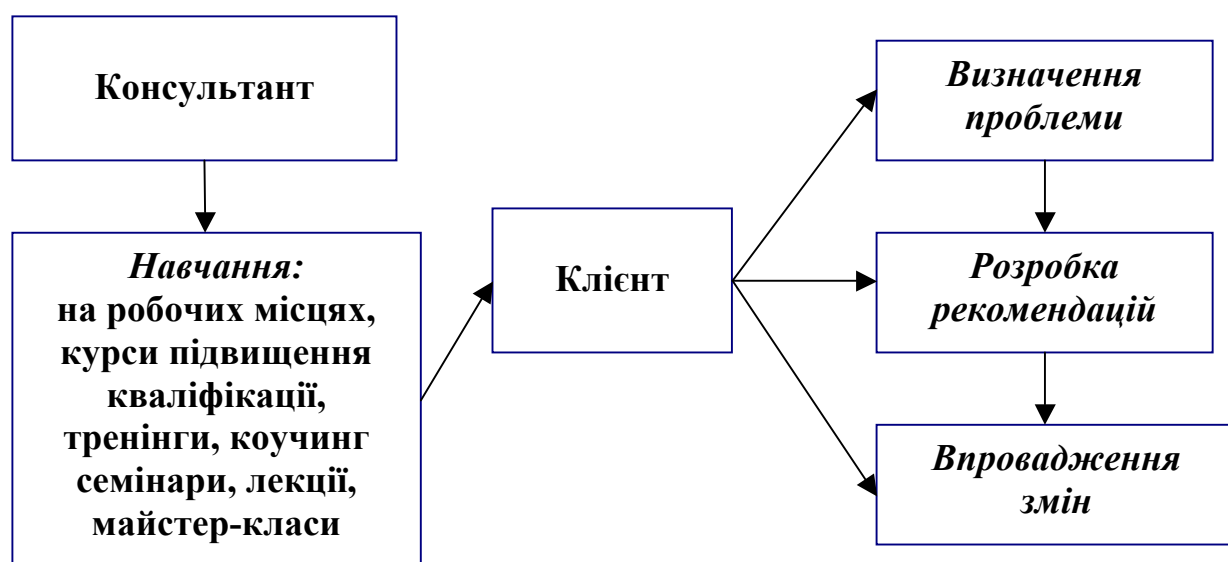 Консультант
Навчання:
на робочих місцях,
курси підвищення
кваліфікації,
тренінги, коучинг
семінари, лекції,
майстер-класи
Клієнт
Визначення
проблеми
Розробка
рекомендацій
Впровадження
змін